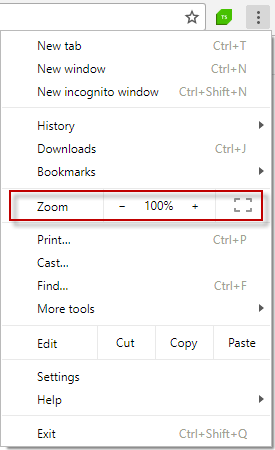 TS
New tab Ctrl+T
New window Ctrl+N
New incognito window Ctrl+Shift+N
History
Downloads Ctrl+J
Bookmarks
Zoom − 100% +
Print... Ctrl+P
Cast...
Find... Ctrl+F
More tools
Edit Cut Copy Paste
Settings
Help
Exit Ctrl+Shift+Q